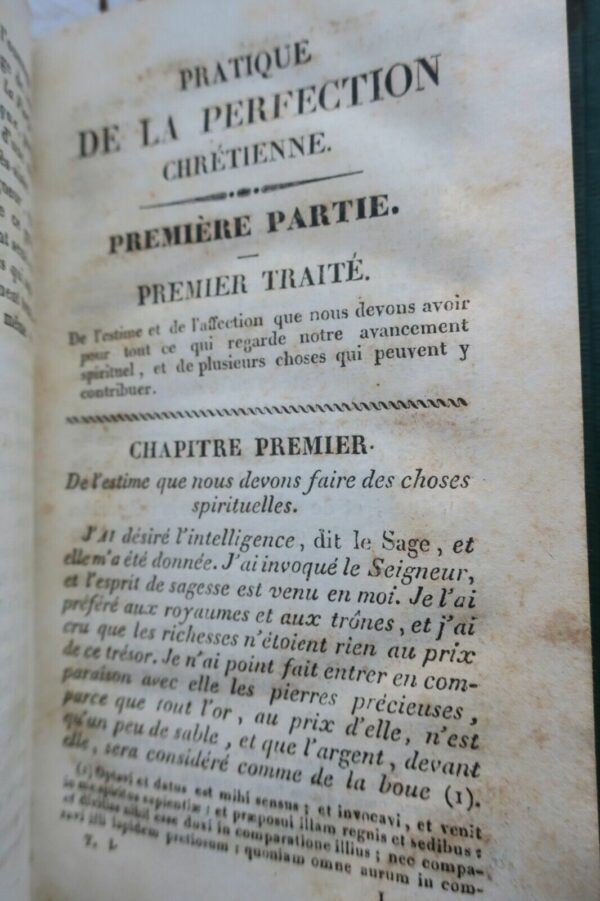 PRATIQUE
DE LA PERFECTION
CHRÉTIENNE.
PREMIÈRE PARTIE.
PREMIER TRAITÉ.
De l'estime et de l'affection que nous devons avoir
pour tout ce qui regarde notre avancement
spirituel, et de plusieurs choses qui peuvent y
contribuer.
CHAPITRE PREMIER.
De l'estime que nous devons faire des choses
spirituelles.
J'AI désiré l'intelligence, dit le Sage, et
elle m'a été donnée. J'ai invoqué le Seigneur,
et l'esprit de sagesse est venu en moi. Je l'ai
préféré aux royaumes et aux trônes, et j'ai
cru que les richesses n'étoient rien au prix
de ce trésor. Je n'ai point fait entrer en com-
paraison avec elle les pierres précieuses,
parce que tout l'or, au prix d'elle, n'est
qu'un peu de sable, et que l'argent, devant
elle, sera considéré comme de la boue (1).
(1) Optavi et datus est mihi sensus; et invocavi, et venit
in me spiritus sapientiæ; et præposui illam regnis et sedibus:
et divitias nihil esse duxi in comparatione illius; nec compa-
ravi illi lapidem pretiosum: quoniam omne aurum in com-
T. I. 1